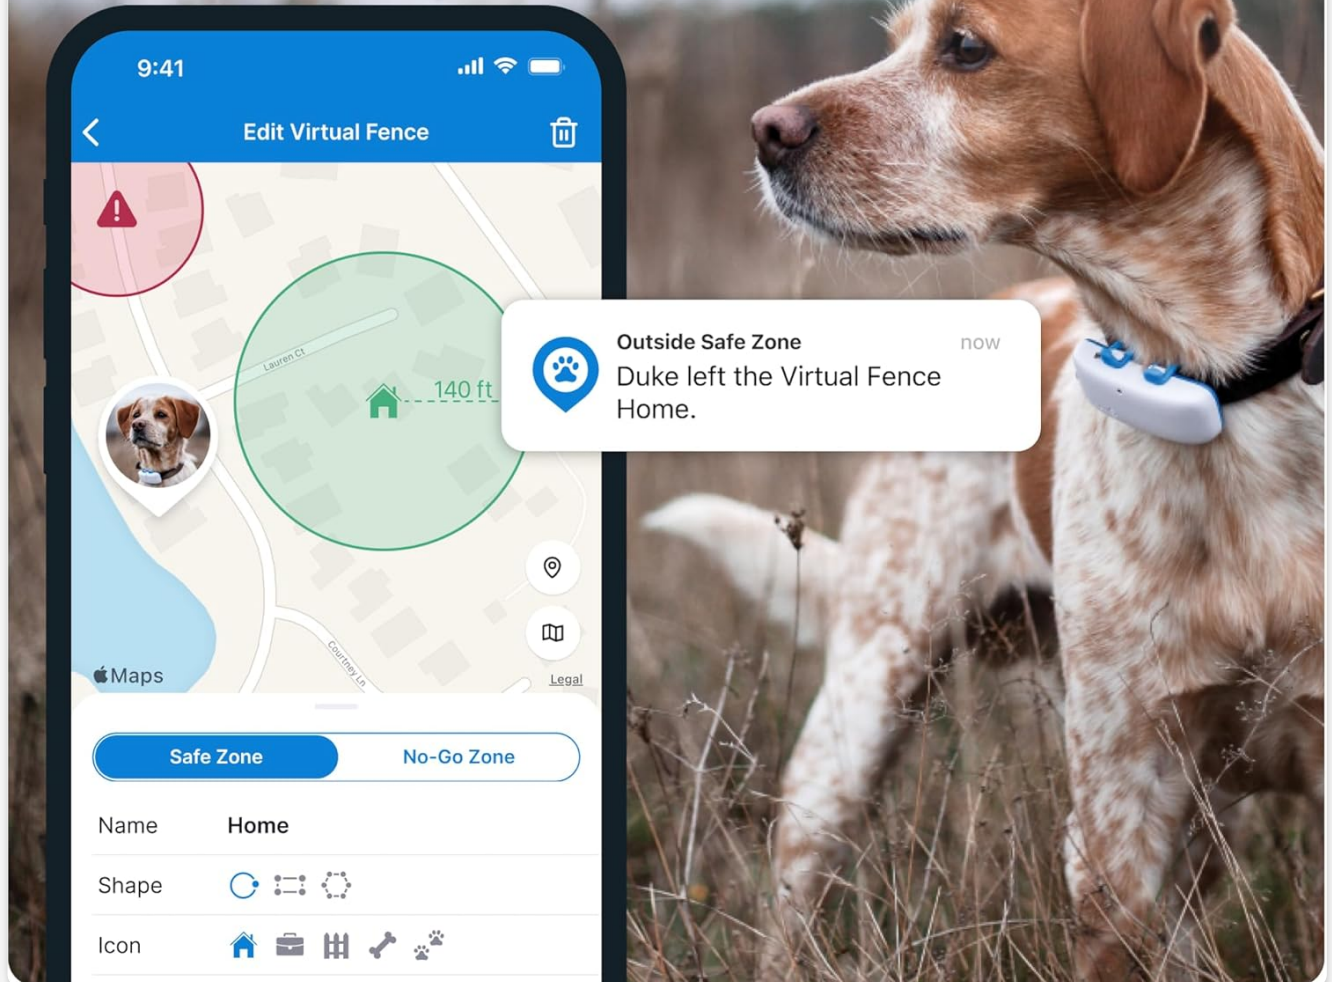 9:41
Edit Virtual Fence
Lauren Ct
140 ft
Outside Safe Zone
now
Duke left the Virtual Fence
Home.
Courtney Ln
Maps
Legal
Safe Zone
No-Go Zone
Name
Home
Shape
Icon